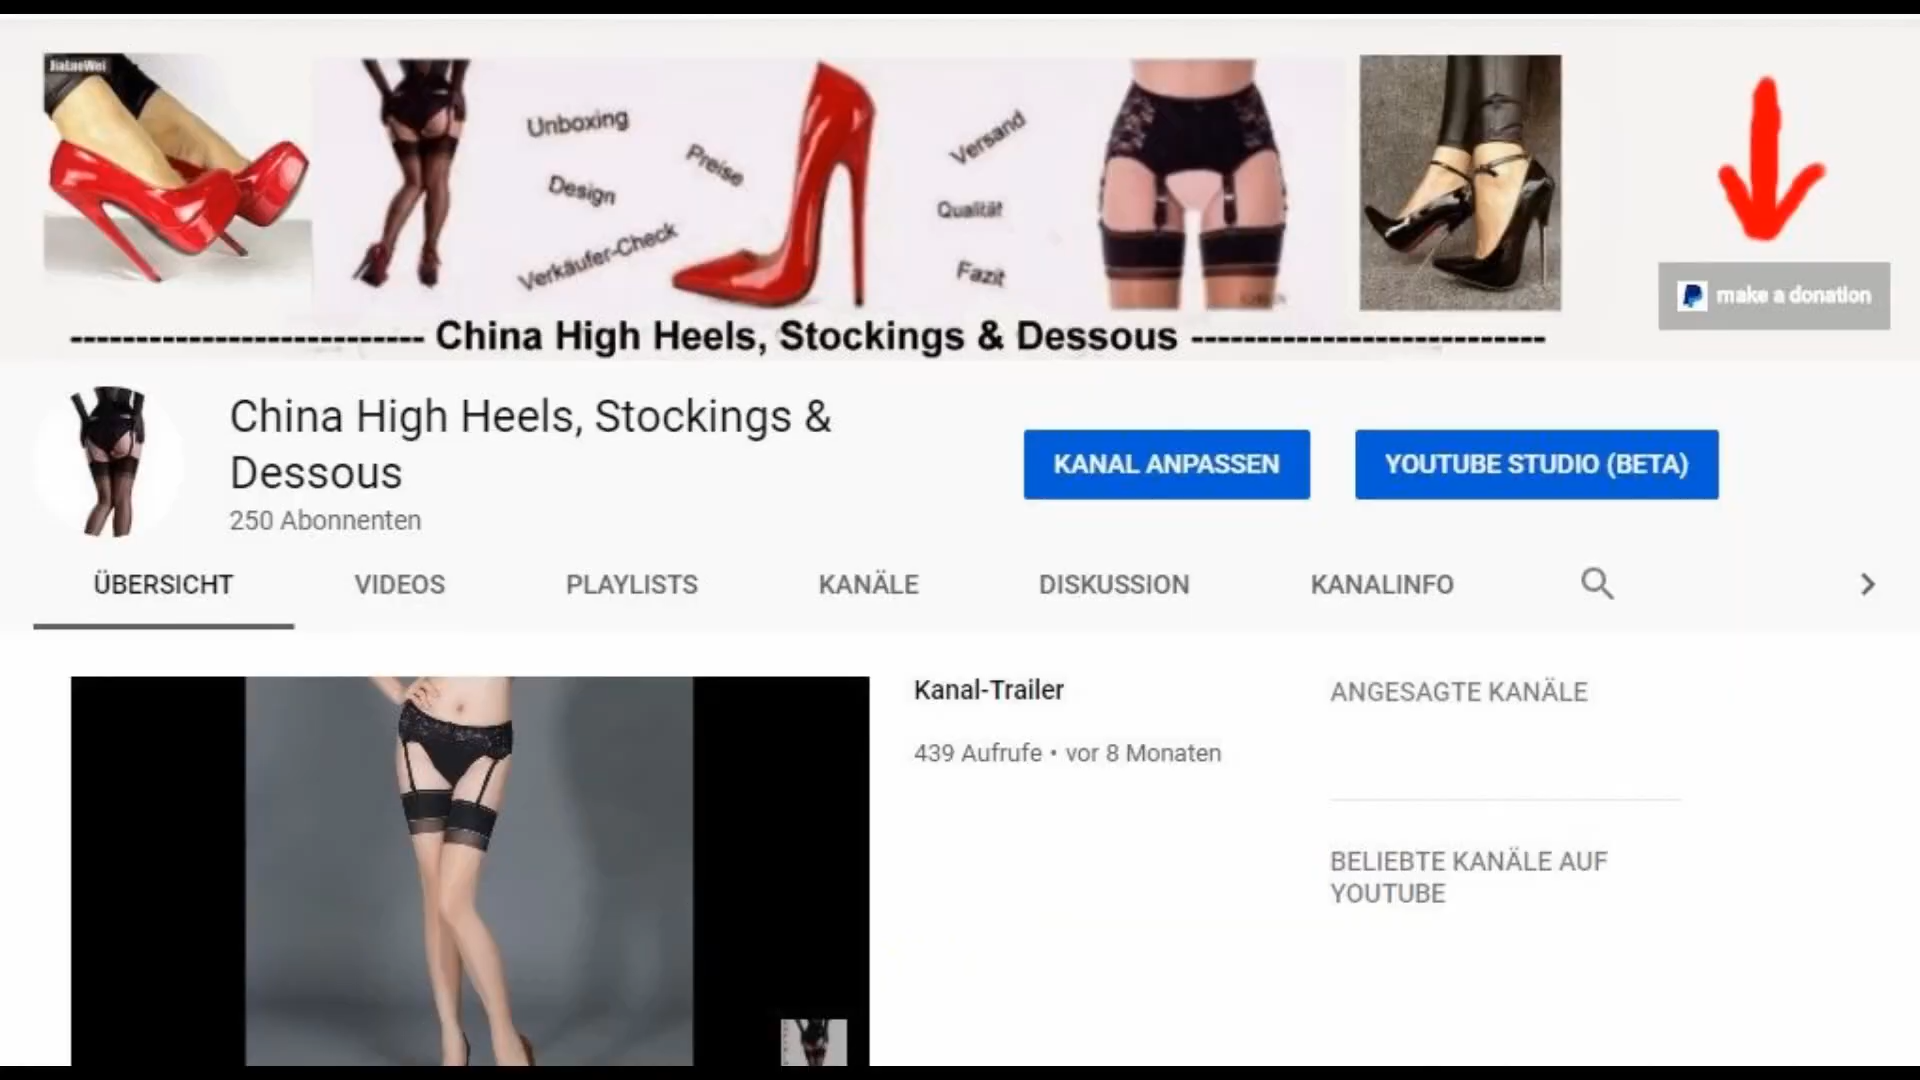 JiaLuoWei
Unboxing
Preise
Versand
Design
Qualität
Verkäufer-Check
Fazit
make a donation
--------------------------- China High Heels, Stockings & Dessous ---------------------------
China High Heels, Stockings &
Dessous
250 Abonnenten
KANAL ANPASSEN
YOUTUBE STUDIO (BETA)
ÜBERSICHT VIDEOS PLAYLISTS KANÄLE DISKUSSION KANALINFO
Kanal-Trailer
439 Aufrufe • vor 8 Monaten
ANGESAGTE KANÄLE
BELIEBTE KANÄLE AUF
YOUTUBE